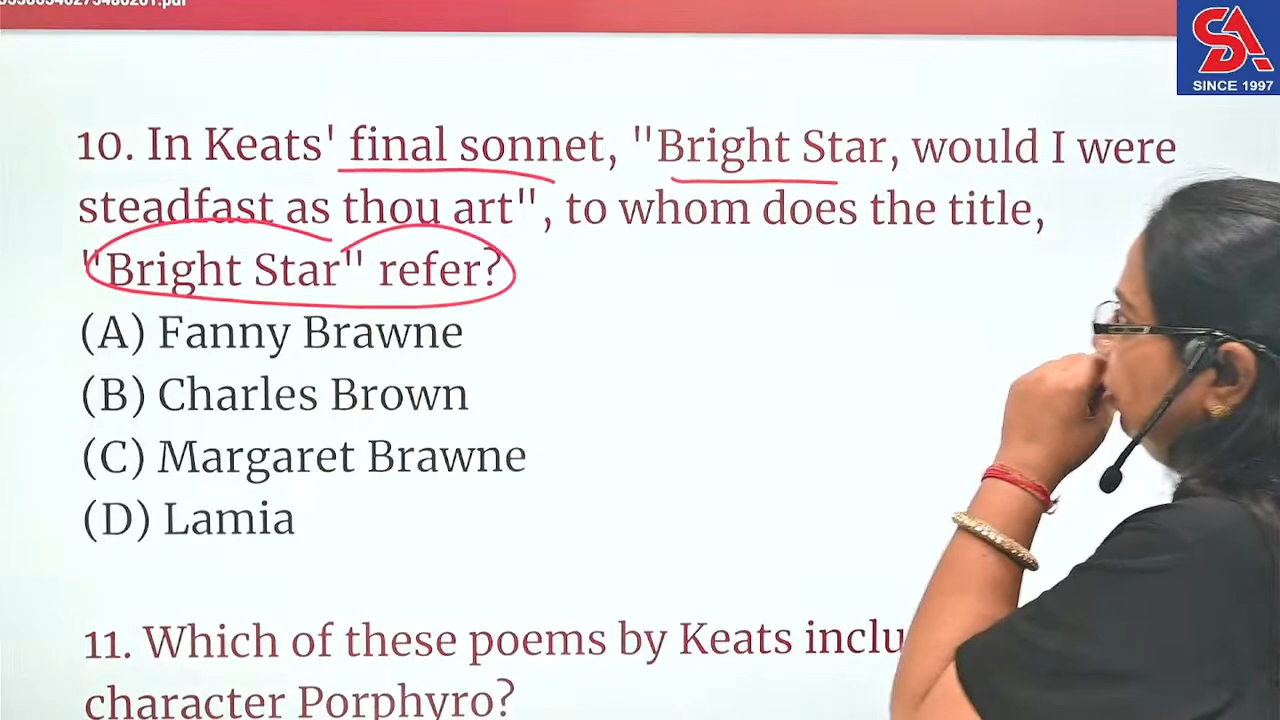 SINCE 1997
10. In Keats' final sonnet, "Bright Star, would I were
steadfast as thou art", to whom does the title,
"Bright Star" refer?
(A) Fanny Brawne
(B) Charles Brown
(C) Margaret Brawne
(D) Lamia
11. Which of these poems by Keats inclu
character Porphyro?